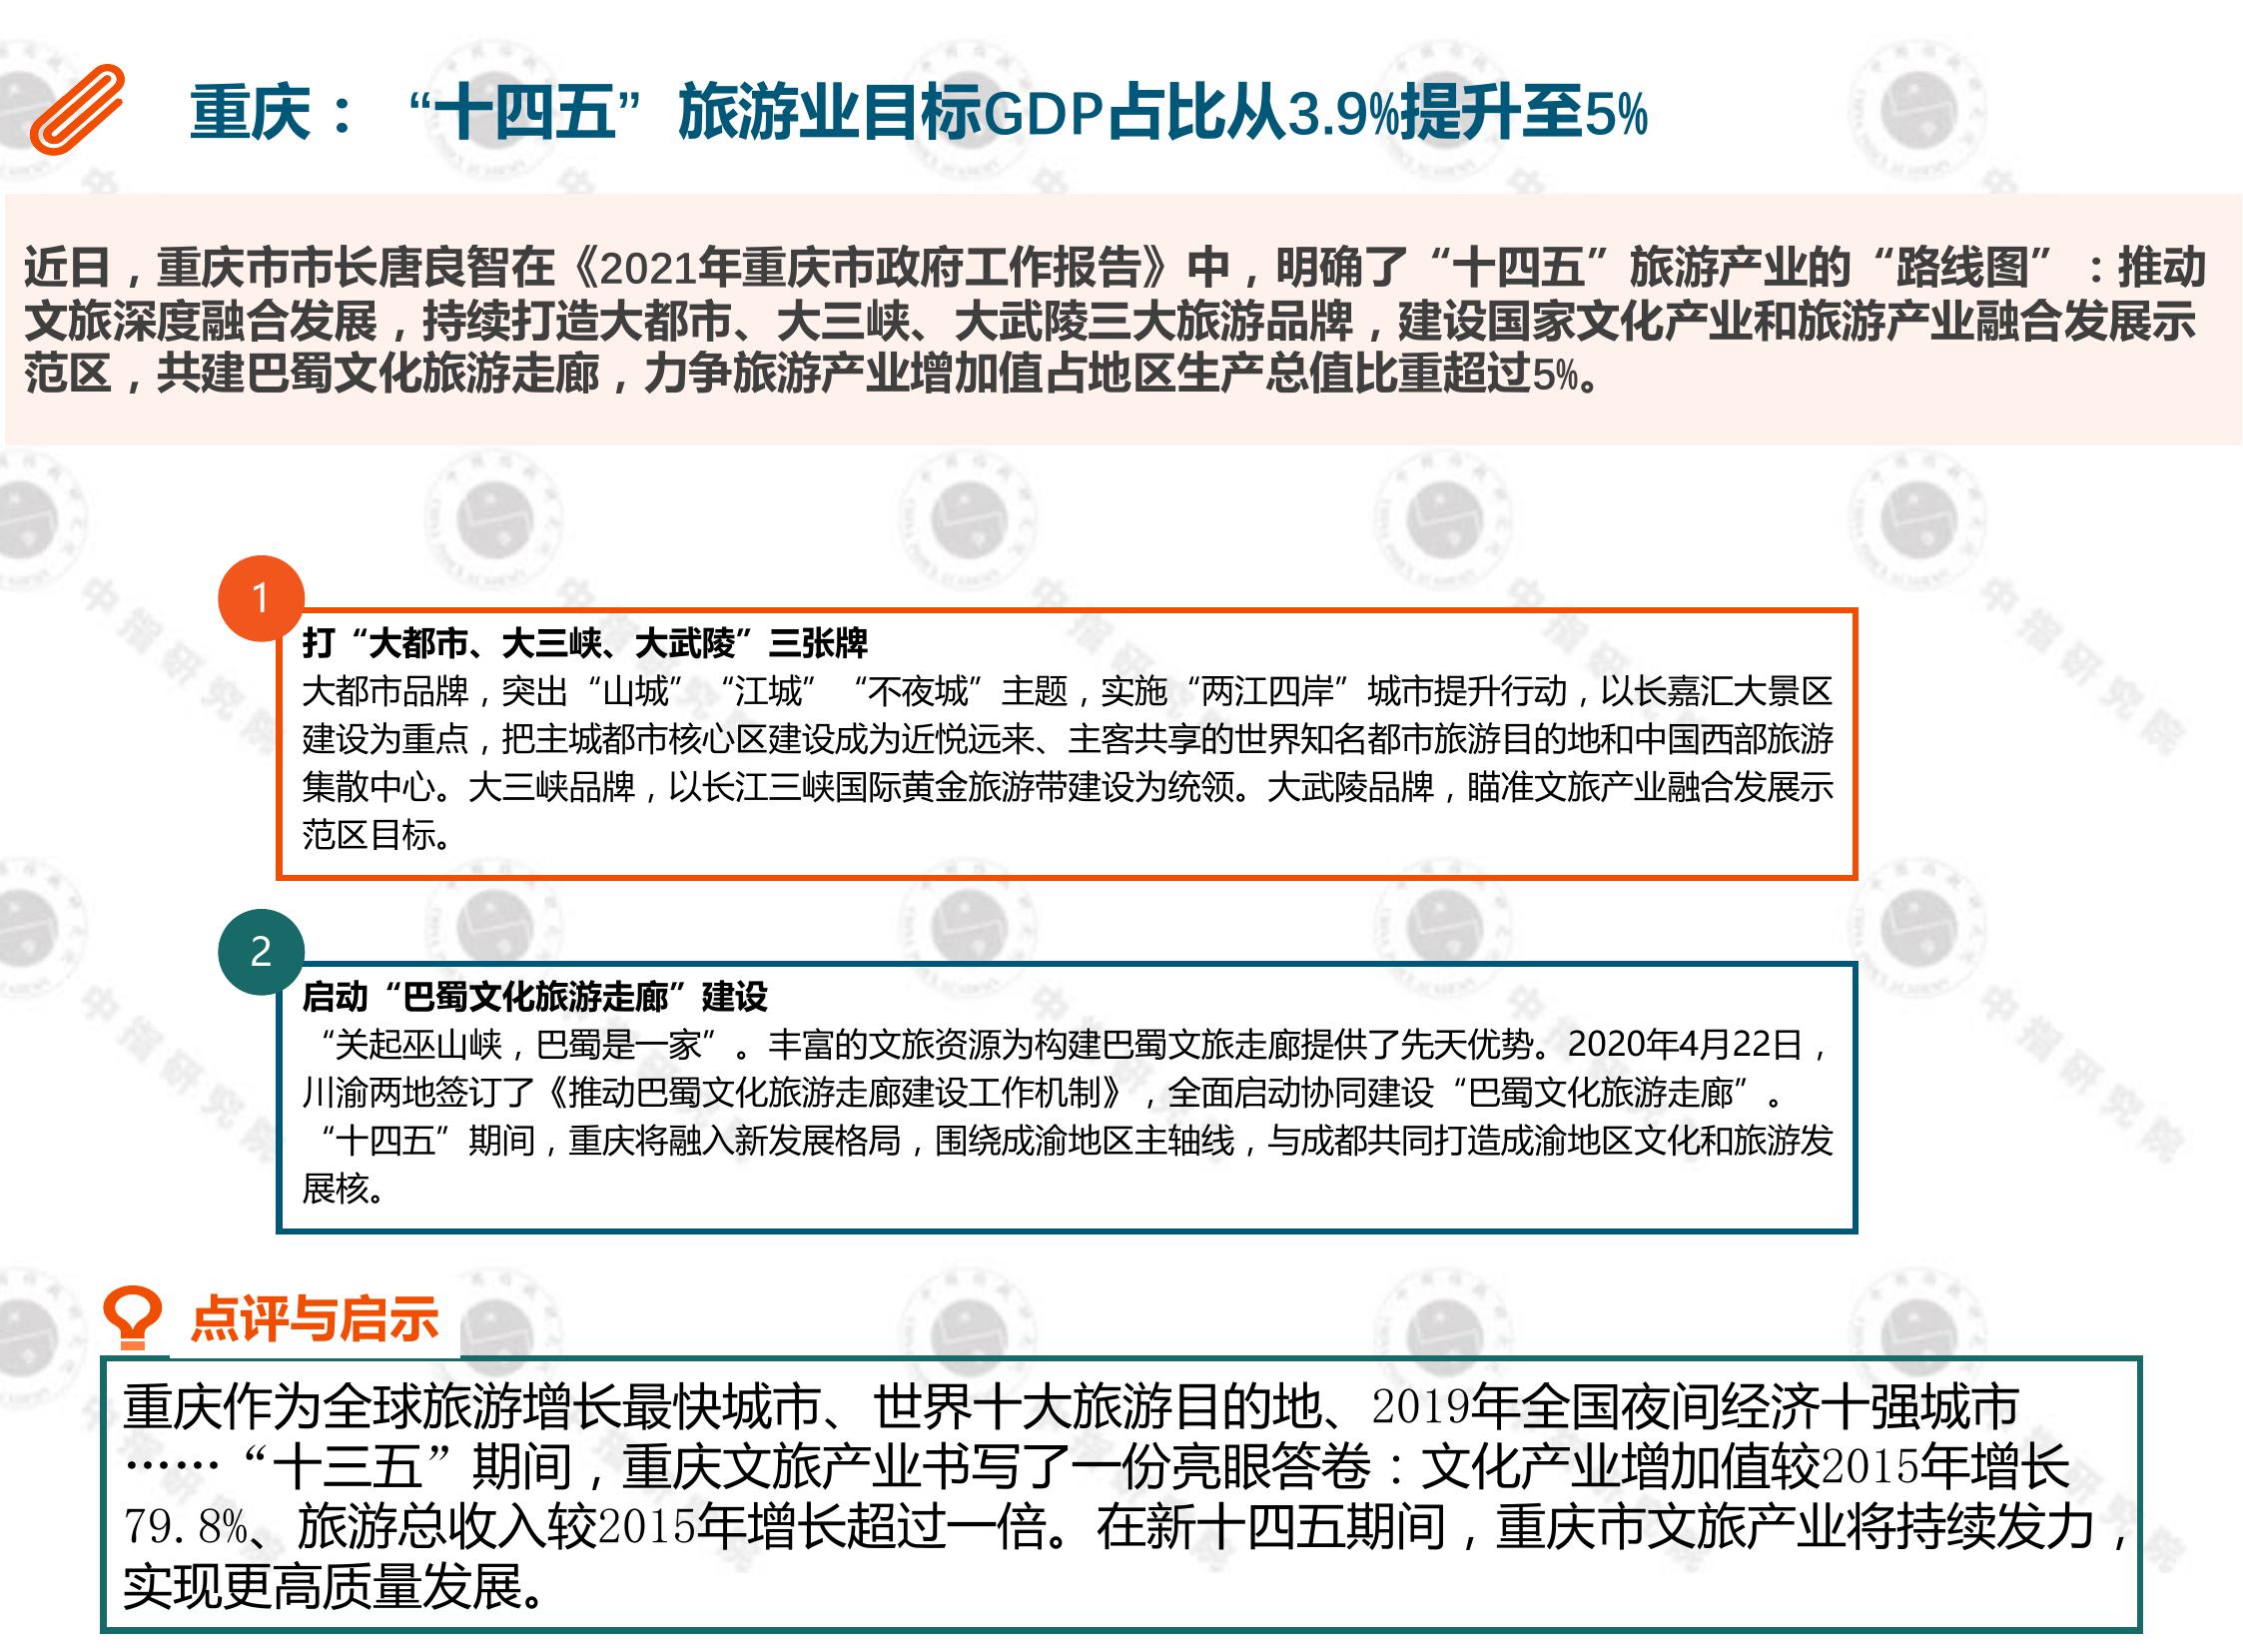 重庆：“十四五”旅游业目标GDP占比从3.9%提升至5%
近日，重庆市市长唐良智在《2021年重庆市政府工作报告》中，明确了“十四五”旅游产业的“路线图”：推动
文旅深度融合发展，持续打造大都市、大三峡、大武陵三大旅游品牌，建设国家文化产业和旅游产业融合发展示
范区，共建巴蜀文化旅游走廊，力争旅游产业增加值占地区生产总值比重超过5%。
1
打“大都市、大三峡、大武陵”三张牌
大都市品牌，突出“山城”“江城”“不夜城”主题，实施“两江四岸”城市提升行动，以长嘉汇大景区
建设为重点，把主城都市核心区建设成为近悦远来、主客共享的世界知名都市旅游目的地和中国西部旅游
集散中心。大三峡品牌，以长江三峡国际黄金旅游带建设为统领。大武陵品牌，瞄准文旅产业融合发展示
范区目标。
2
启动“巴蜀文化旅游走廊”建设
“关起巫山峡，巴蜀是一家”。丰富的文旅资源为构建巴蜀文旅走廊提供了先天优势。2020年4月22日，
川渝两地签订了《推动巴蜀文化旅游走廊建设工作机制》，全面启动协同建设“巴蜀文化旅游走廊”。
“十四五”期间，重庆将融入新发展格局，围绕成渝地区主轴线，与成都共同打造成渝地区文化和旅游发
展核。
点评与启示
重庆作为全球旅游增长最快城市、世界十大旅游目的地、2019年全国夜间经济十强城市
……“十三五”期间，重庆文旅产业书写了一份亮眼答卷：文化产业增加值较2015年增长
79.8%、旅游总收入较2015年增长超过一倍。在新十四五期间，重庆市文旅产业将持续发力，
实现更高质量发展。
中指研究院